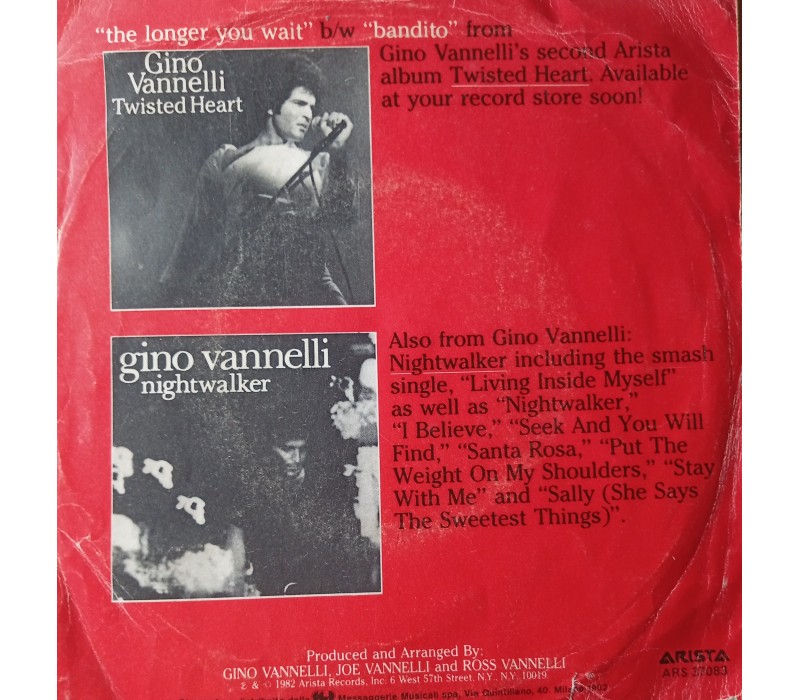 "the longer you wait" b/w "bandito" from
Gino Vannelli's second Arista
album Twisted Heart. Available
at your record store soon!
Gino
Vannelli
Twisted Heart
gino vannelli
nightwalker
Also from Gino Vannelli:
Nightwalker including the smash
single, "Living Inside Myself"
as well as "Nightwalker,"
"I Believe," "Seek And You Will
Find," "Santa Rosa," "Put The
Weight On My Shoulders," "Stay
With Me" and "Sally (She Says
The Sweetest Things)".
Produced and Arranged By:
GINO VANNELLI, JOE VANNELLI and ROSS VANNELLI
& © 1982 Arista Records, Inc. 6 West 57th Street, N.Y. N.Y. 10019
ARISTA
ARS 37083
Messaggerie Musicali spa, Via Quintiliano, 40, Milano